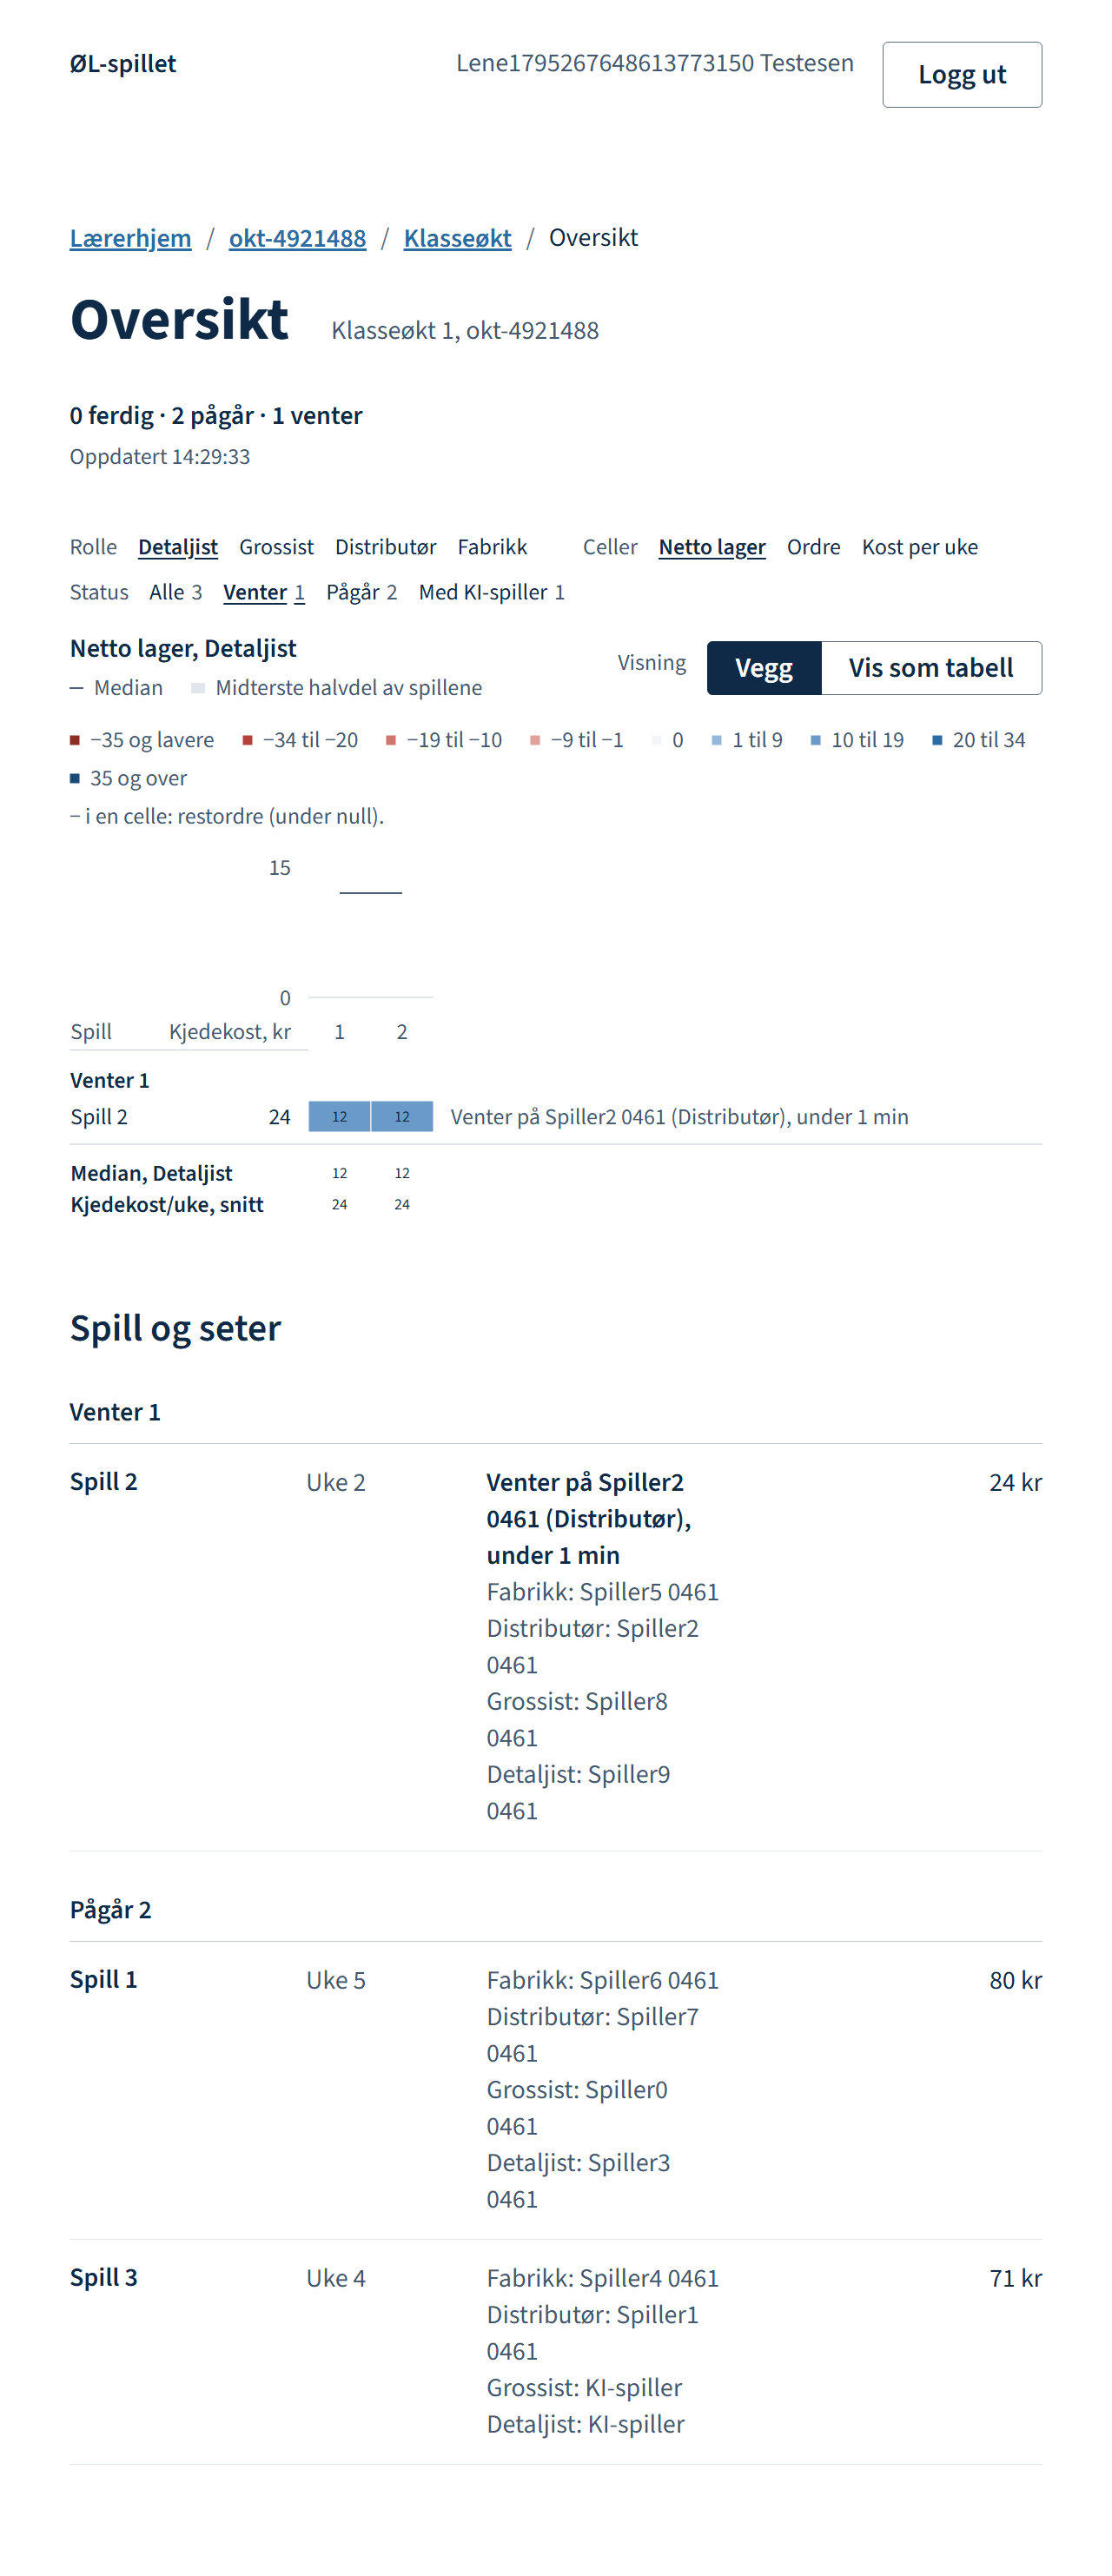 ØL-spillet
Lene1795267648613773150 Testesen
Logg ut
Lærerhjem / okt-4921488 / Klasseøkt / Oversikt
Oversikt
Klasseøkt 1, okt-4921488
0 ferdig · 2 pågår · 1 venter
Oppdatert 14:29:33
Rolle Detaljist Grossist Distributør Fabrikk
Celler Netto lager Ordre Kost per uke
Status Alle 3 Venter 1 Pågår 2 Med KI-spiller 1
Netto lager, Detaljist
Median Midterste halvdel av spillene
Visning Vegg Vis som tabell
−35 og lavere −34 til −20 −19 til −10 −9 til −1 0 1 til 9 10 til 19 20 til 34
35 og over
− i en celle: restordre (under null).
15
0
Spill Kjedekost, kr 1 2
Venter 1
Spill 2 24 12 12 Venter på Spiller2 0461 (Distributør), under 1 min
Median, Detaljist 12 12
Kjedekost/uke, snitt 24 24
Spill og seter
Venter 1
Spill 2 Uke 2 Venter på Spiller2 24 kr
0461 (Distributør),
under 1 min
Fabrikk: Spiller5 0461
Distributør: Spiller2
0461
Grossist: Spiller8
0461
Detaljist: Spiller9
0461
Pågår 2
Spill 1 Uke 5 Fabrikk: Spiller6 0461 80 kr
Distributør: Spiller7
0461
Grossist: Spiller0
0461
Detaljist: Spiller3
0461
Spill 3 Uke 4 Fabrikk: Spiller4 0461 71 kr
Distributør: Spiller1
0461
Grossist: KI-spiller
Detaljist: KI-spiller